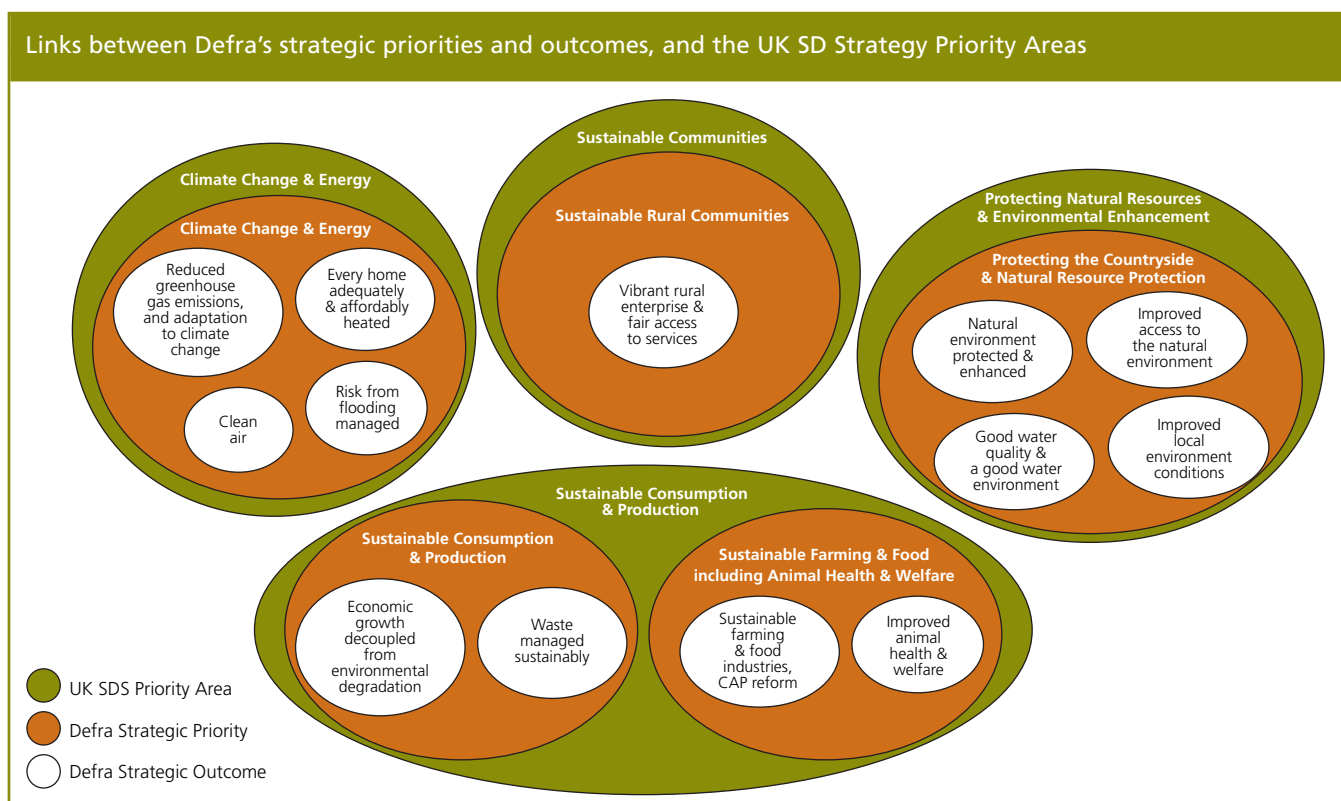 Links between Defra's strategic priorities and outcomes, and the UK SD Strategy Priority Areas
Climate Change & Energy
Climate Change & Energy
Reduced
greenhouse
gas emissions,
and adaptation
to climate
change
Every home
adequately
& affordably
heated
Clean
air
Risk from
flooding
managed
Sustainable Communities
Sustainable Rural Communities
Vibrant rural
enterprise &
fair access
to services
Protecting Natural Resources
& Environmental Enhancement
Protecting the Countryside
& Natural Resource Protection
Natural
environment
protected &
enhanced
Improved
access to
the natural
environment
Good water
quality &
a good water
environment
Improved
local
environment
conditions
Sustainable Consumption
& Production
Sustainable Consumption
& Production
Economic
growth
decoupled
from
environmental
degradation
Waste
managed
sustainably
Sustainable Farming & Food
including Animal Health & Welfare
Sustainable
farming
& food
industries,
CAP reform
Improved
animal
health &
welfare
UK SDS Priority Area
Defra Strategic Priority
Defra Strategic Outcome